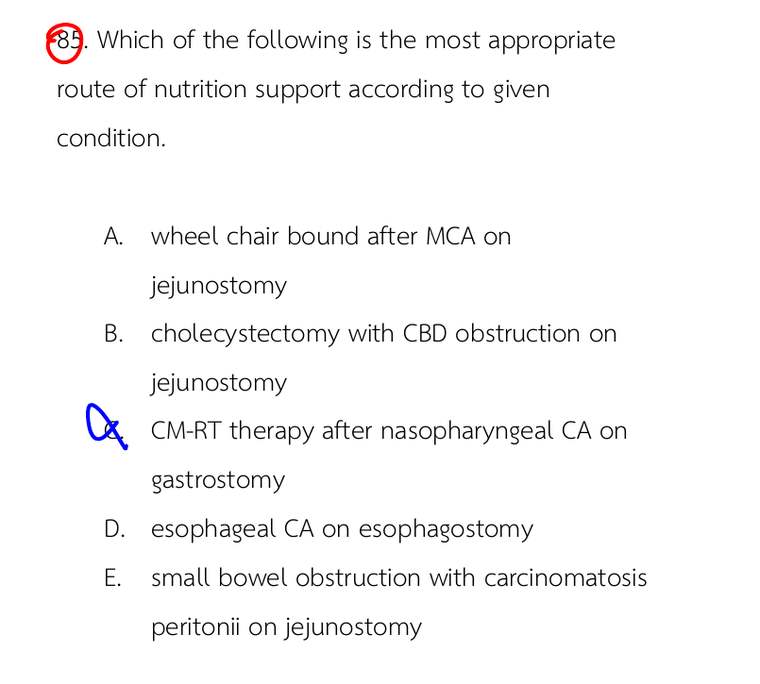 85. Which of the following is the most appropriate
route of nutrition support according to given
condition.
A. wheel chair bound after MCA on
jejunostomy
B. cholecystectomy with CBD obstruction on
jejunostomy
C. CM-RT therapy after nasopharyngeal CA on
gastrostomy
D. esophageal CA on esophagostomy
E. small bowel obstruction with carcinomatosis
peritonii on jejunostomy